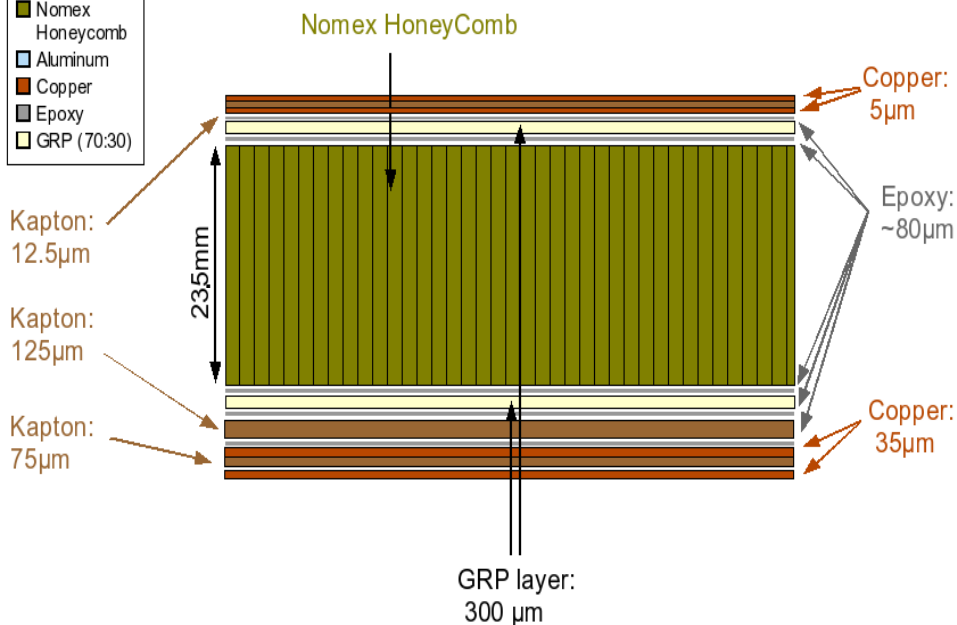 Nomex
Honeycomb
Aluminum
Copper
Epoxy
GRP (70:30)
Nomex HoneyComb
Copper:
5µm
Kapton:
12.5µm
23.5mm
Epoxy:
~80µm
Kapton:
125µm
Kapton:
75µm
Copper:
35µm
GRP layer:
300 µm